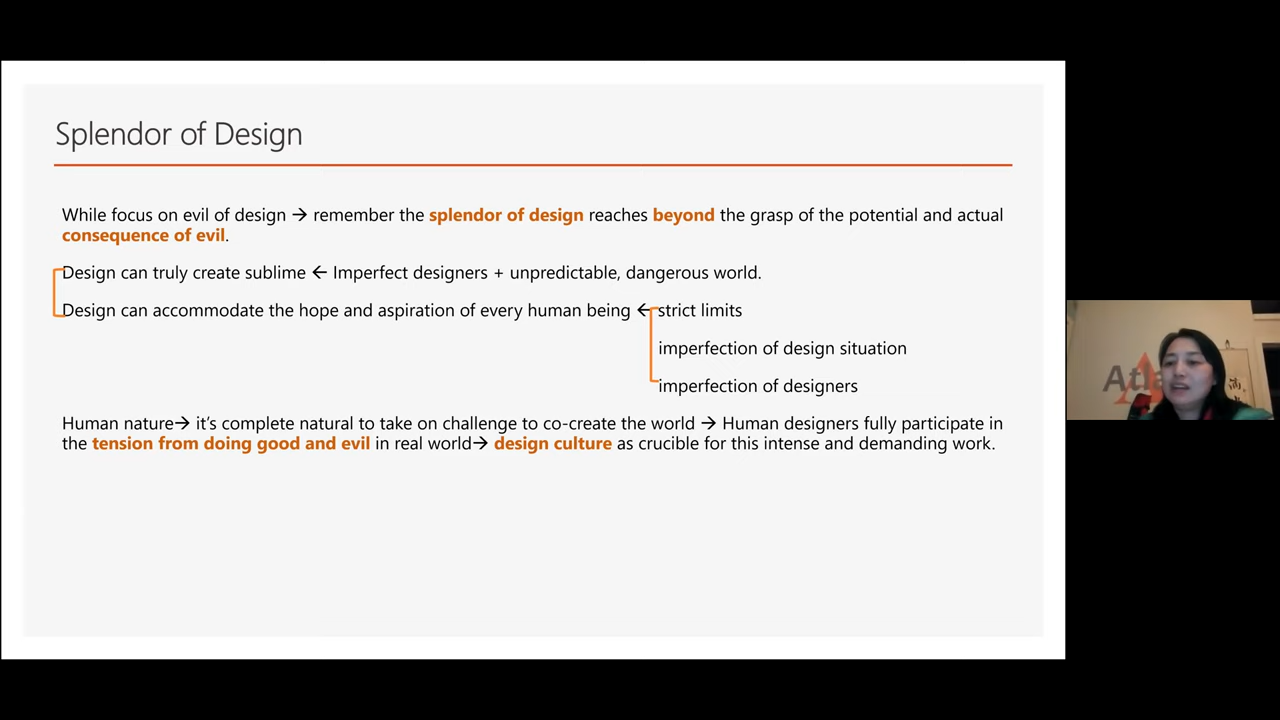 Splendor of Design
While focus on evil of design → remember the splendor of design reaches beyond the grasp of the potential and actual
consequence of evil.
Design can truly create sublime ← Imperfect designers + unpredictable, dangerous world.
Design can accommodate the hope and aspiration of every human being ← strict limits
imperfection of design situation
imperfection of designers
Human nature→ it's complete natural to take on challenge to co-create the world → Human designers fully participate in
the tension from doing good and evil in real world→ design culture as crucible for this intense and demanding work.